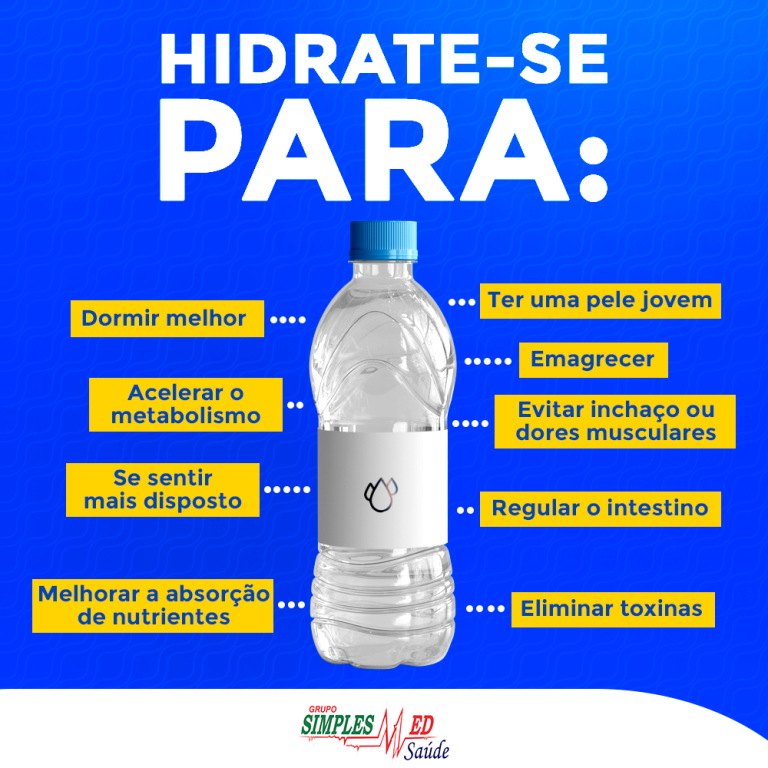 HIDRATE-SE
PARA:
Dormir melhor
Acelerar o
metabolismo
Se sentir
mais disposto
Melhorar a absorção
de nutrientes
Ter uma pele jovem
Emagrecer
Evitar inchaço ou
dores musculares
Regular o intestino
Eliminar toxinas
GRUPO
SIMPLES MED
Saúde